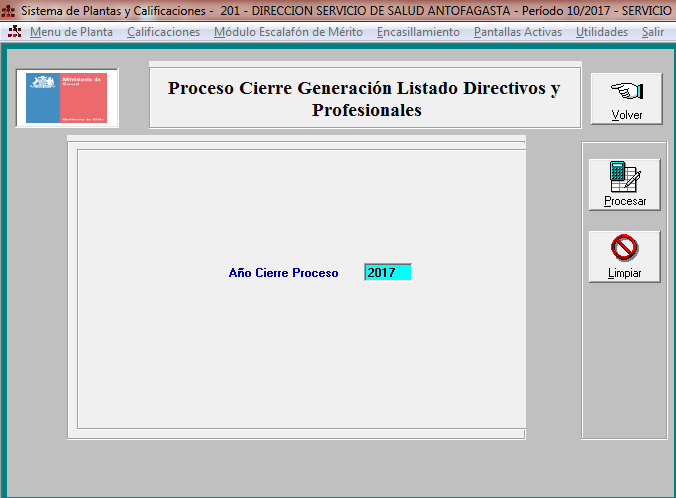 Sistema de Plantas y Calificaciones - 201 - DIRECCION SERVICIO DE SALUD ANTOFAGASTA - Período 10/2017 - SERVICIO
Menu de Planta Calificaciones Módulo Escalafón de Mérito Encasillamiento Pantallas Activas Utilidades Salir
Ministerio de
Salud
Gobierno de Chile
Proceso Cierre Generación Listado Directivos y
Profesionales
Volver
Procesar
Año Cierre Proceso 2017
Limpiar